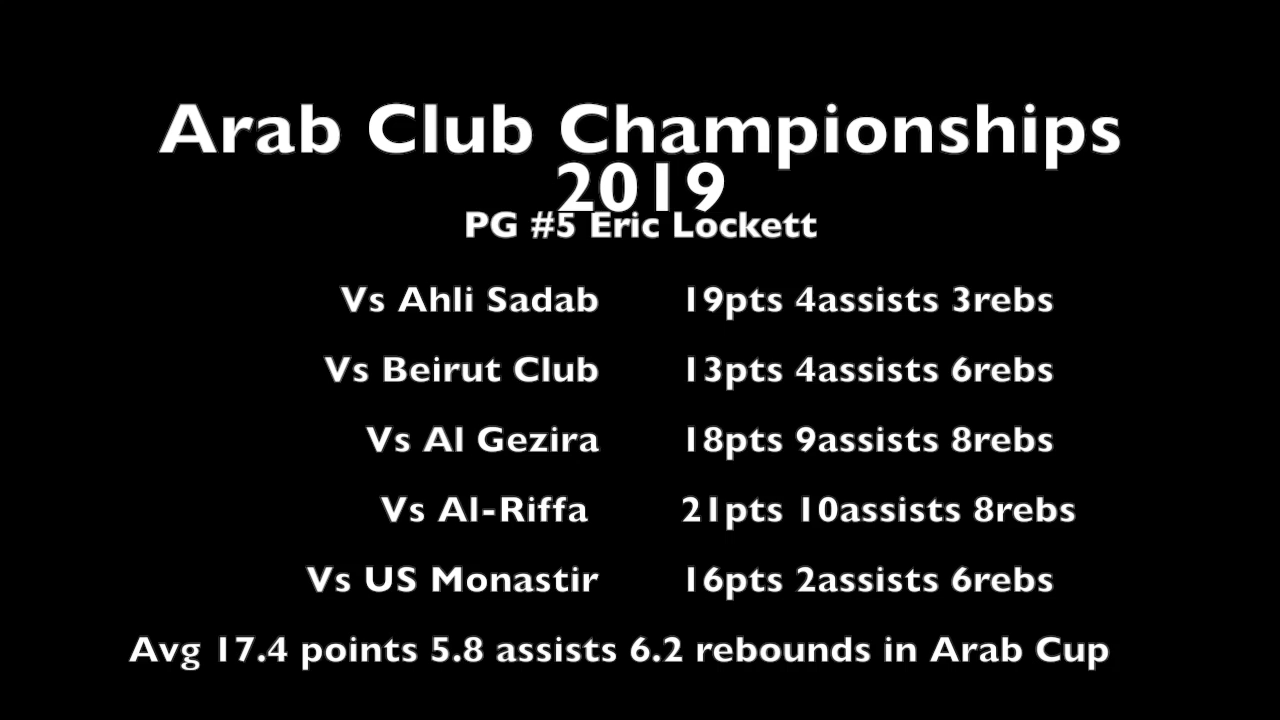 Arab Club Championships
2019
PG #5 Eric Lockett
Vs Ahli Sadab 19pts 4assists 3rebs
Vs Beirut Club 13pts 4assists 6rebs
Vs Al Gezira 18pts 9assists 8rebs
Vs Al-Riffa 21pts 10assists 8rebs
Vs US Monastir 16pts 2assists 6rebs
Avg 17.4 points 5.8 assists 6.2 rebounds in Arab Cup